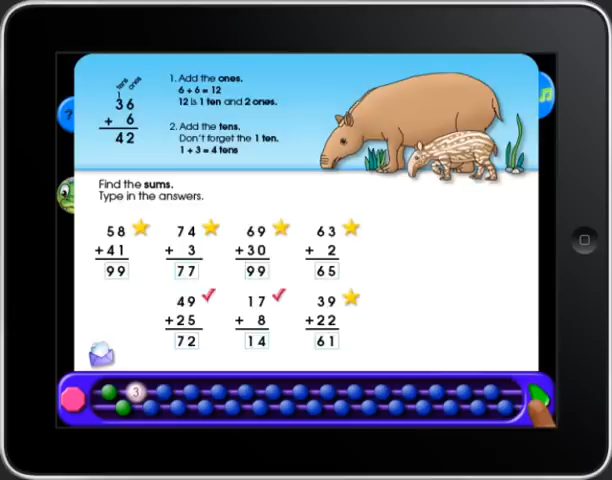 tens ones
1
36
+ 6
42
1. Add the ones.
6 + 6 = 12
12 is 1 ten and 2 ones.
2. Add the tens.
Don't forget the 1 ten.
1 + 3 = 4 tens
?
Find the sums.
Type in the answers.
58 74 69 63
+41 + 3 +30 + 2
99 77 99 65
49 17 39
+25 + 8 +22
72 14 61
3